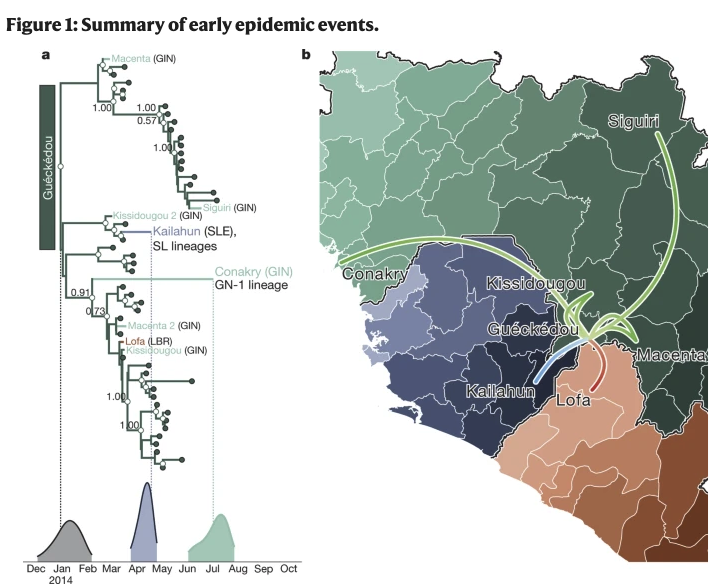 Figure 1: Summary of early epidemic events.
a
Macenta (GIN)
1.00
1.00
0.57
1.00
Guéckédou
Siguiri (GIN)
Kissidougou 2 (GIN)
Kailahun (SLE),
SL lineages
Conakry (GIN)
GN-1 lineage
0.91
0.73
Macenta 2 (GIN)
Lofa (LBR)
Kissidougou (GIN)
1.00
1.00
Dec Jan Feb Mar Apr May Jun Jul Aug Sep Oct
2014
b
Siguiri
Conakry
Kissidougou
Guéckédou
Macenta
Kailahun
Lofa